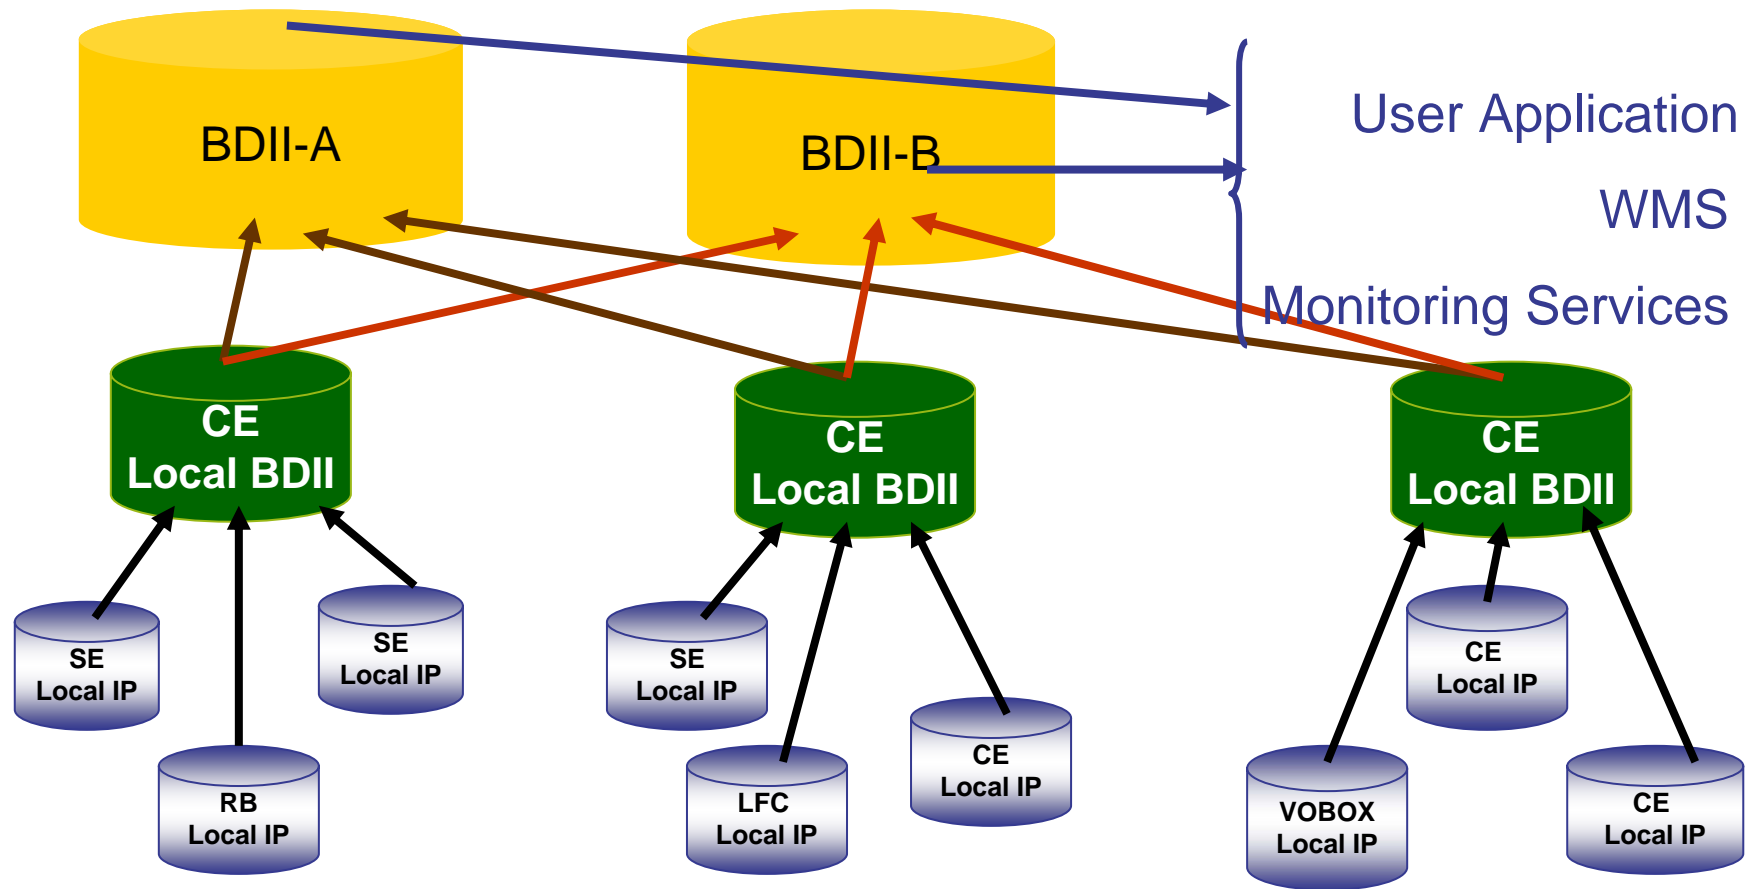 BDII-A
BDII-B
User Application
WMS
Monitoring Services
CE
Local BDII
CE
Local BDII
CE
Local BDII
SE
Local IP
RB
Local IP
SE
Local IP
SE
Local IP
LFC
Local IP
CE
Local IP
VOBOX
Local IP
CE
Local IP
CE
Local IP